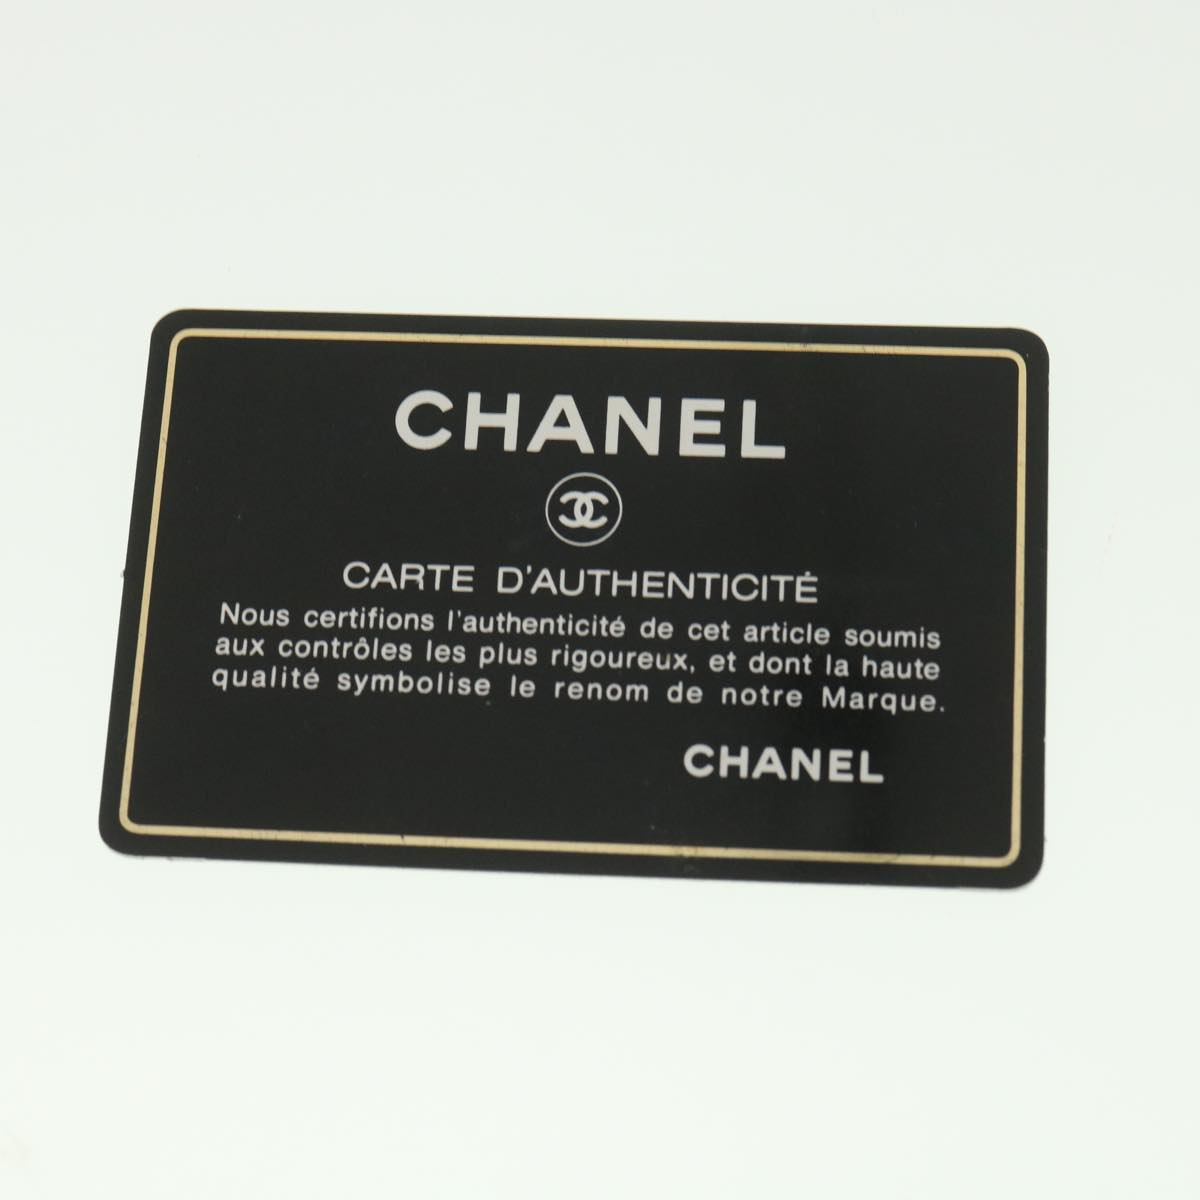 CHANEL
CARTE D'AUTHENTICITÉ
Nous certifions l'authenticité de cet article soumis
aux contrôles les plus rigoureux, et dont la haute
qualité symbolise le renom de notre Marque.
CHANEL